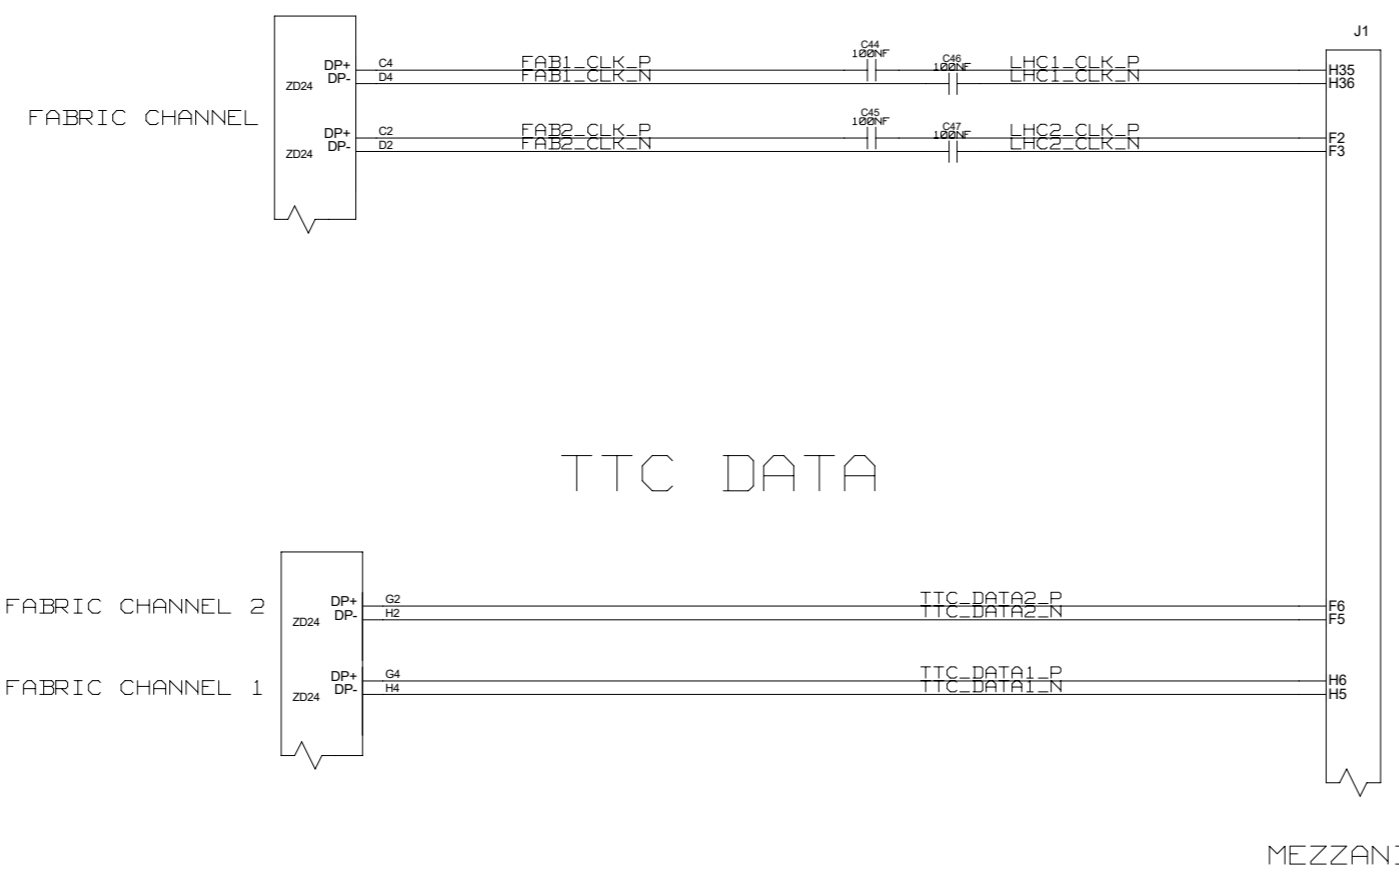 J1
C44
100NF
DP+ C4 FAB1_CLK_P C46 LHC1_CLK_P H35
100NF
DP- D4 FAB1_CLK_N LHC1_CLK_N H36
ZD24
FABRIC CHANNEL
C45
100NF
DP+ C2 FAB2_CLK_P C47 LHC2_CLK_P F2
100NF
DP- D2 FAB2_CLK_N LHC2_CLK_N F3
ZD24
TTC DATA
FABRIC CHANNEL 2 DP+ G2 TTC_DATA2_P F6
ZD24 DP- H2 TTC_DATA2_N F5
FABRIC CHANNEL 1 DP+ G4 TTC_DATA1_P H6
ZD24 DP- H4 TTC_DATA1_N H5